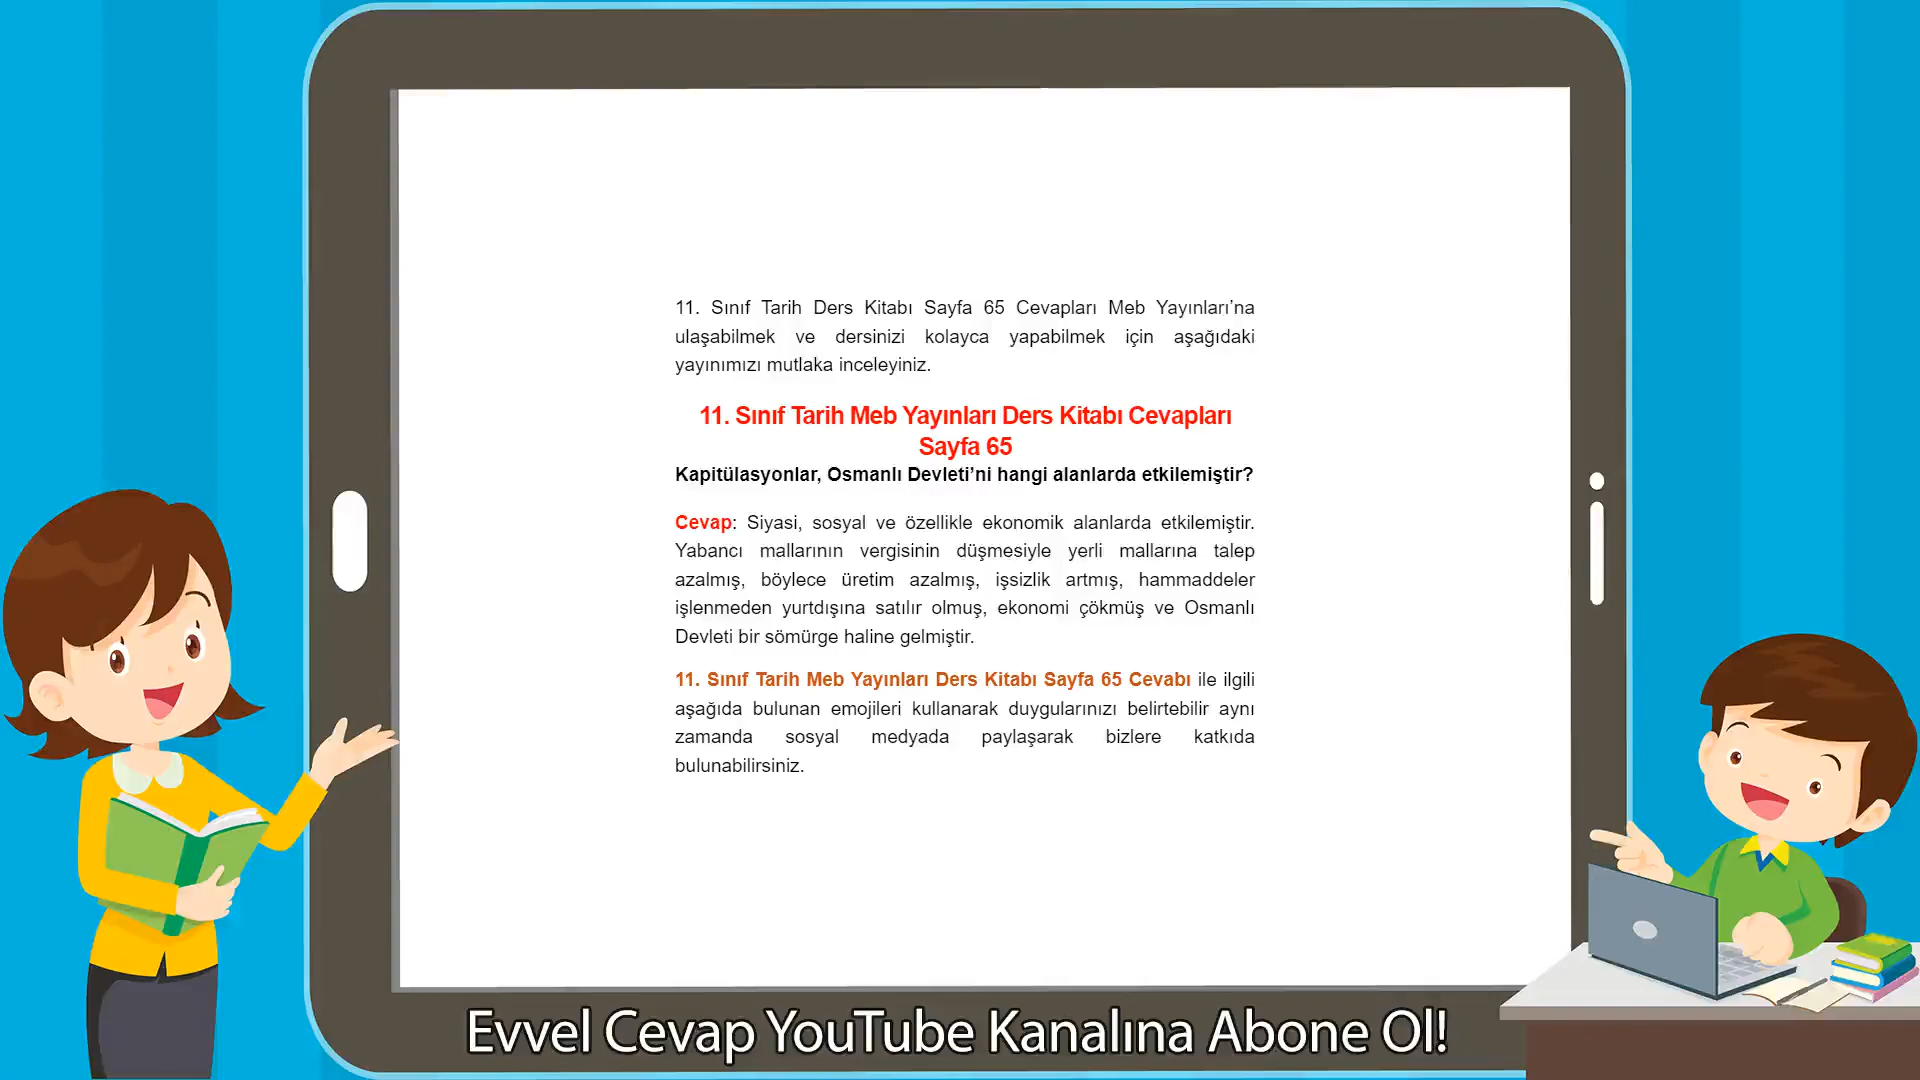 11. Sınıf Tarih Ders Kitabı Sayfa 65 Cevapları Meb Yayınları’na
ulaşabilmek ve dersinizi kolayca yapabilmek için aşağıdaki
yayınımızı mutlaka inceleyiniz.
11. Sınıf Tarih Meb Yayınları Ders Kitabı Cevapları
Sayfa 65
Kapitülasyonlar, Osmanlı Devleti’ni hangi alanlarda etkilemiştir?
Cevap: Siyasi, sosyal ve özellikle ekonomik alanlarda etkilemiştir.
Yabancı mallarının vergisinin düşmesiyle yerli mallarına talep
azalmış, böylece üretim azalmış, işsizlik artmış, hammaddeler
işlenmeden yurtdışına satılır olmuş, ekonomi çökmüş ve Osmanlı
Devleti bir sömürge haline gelmiştir.
11. Sınıf Tarih Meb Yayınları Ders Kitabı Sayfa 65 Cevabı ile ilgili
aşağıda bulunan emojileri kullanarak duygularınızı belirtebilir aynı
zamanda sosyal medyada paylaşarak bizlere katkıda
bulunabilirsiniz.
Evvel Cevap YouTube Kanalına Abone Ol!